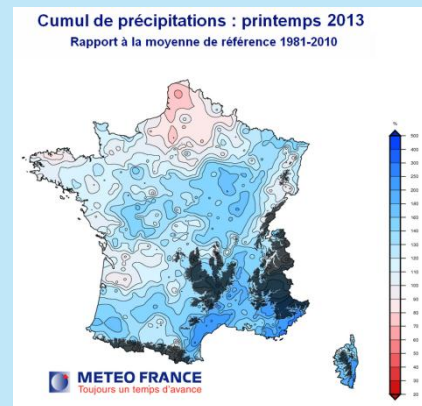 Cumul de précipitations : printemps 2013
Rapport à la moyenne de référence 1981-2010
%
METEO FRANCE
Toujours un temps d'avance